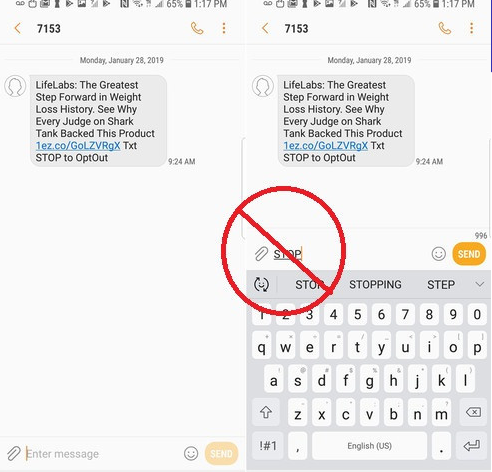 65% 1:17 PM
7153
Monday, January 28, 2019
LifeLabs: The Greatest
Step Forward in Weight
Loss History. See Why
Every Judge on Shark
Tank Backed This Product
1ez.co/GoLZVRgX Txt
STOP to OptOut
9:24 AM
Enter message
SEND
65% 1:17 PM
7153
Monday, January 28, 2019
LifeLabs: The Greatest
Step Forward in Weight
Loss History. See Why
Every Judge on Shark
Tank Backed This Product
1ez.co/GoLZVRgX Txt
STOP to OptOut
9:24 AM
996
STOP
SEND
STOP STOPPING STEP
1 2 3 4 5 6 7 8 9 0
q w e r t y u i o p
a s d f g h j k l
z x c v b n m
!#1 , English (US) .